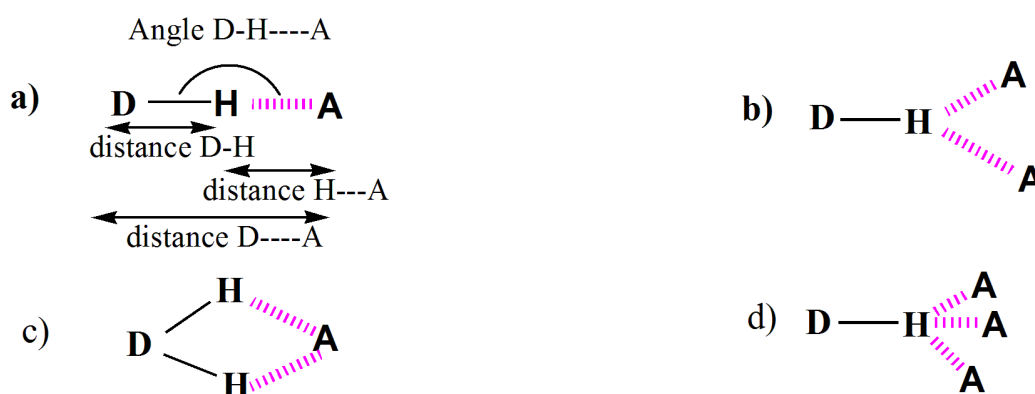 Angle D-H----A
a) D H A
distance D-H
distance H---A
distance D----A
b) D H A A
c) D H H A
d) D H A A A